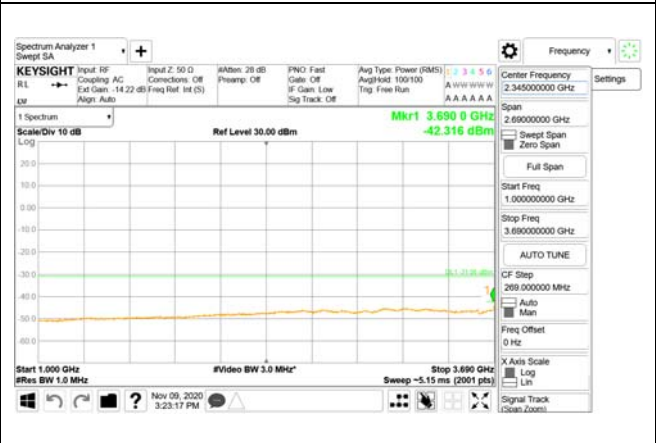 Spectrum Analyzer 1
Swept SA
Frequency
Settings
KEYSIGHT
RL
LXI
Input: RF
Coupling: AC
Ext Gain: -14.22 dB
Align: Auto
Input Z: 50 Ω
Corrections: Off
Freq Ref: Int (S)
#Atten: 28 dB
Preamp: Off
PNO: Fast
Gate: Off
IF Gain: Low
Sig Track: Off
Avg Type: Power (RMS)
Avg|Hold: 100/100
Trig: Free Run
1 2 3 4 5 6
A W W W W W
A A A A A A
1 Spectrum
Mkr1 3.690 0 GHz
-42.316 dBm
Scale/Div 10 dB
Ref Level 30.00 dBm
Log
20.0
10.0
0.00
-10.0
-20.0
-30.0
-40.0
-50.0
-60.0
1
Start 1.000 GHz
#Video BW 3.0 MHz*
Stop 3.690 GHz
#Res BW 1.0 MHz
Sweep ~5.15 ms (2001 pts)
Nov 09, 2020
3:23:17 PM
Center Frequency
2.345000000 GHz
Span
2.69000000 GHz
Swept Span
Zero Span
Full Span
Start Freq
1.000000000 GHz
Stop Freq
3.690000000 GHz
AUTO TUNE
CF Step
269.000000 MHz
Auto
Man
Freq Offset
0 Hz
X Axis Scale
Log
Lin
Signal Track
(Span Zoom)